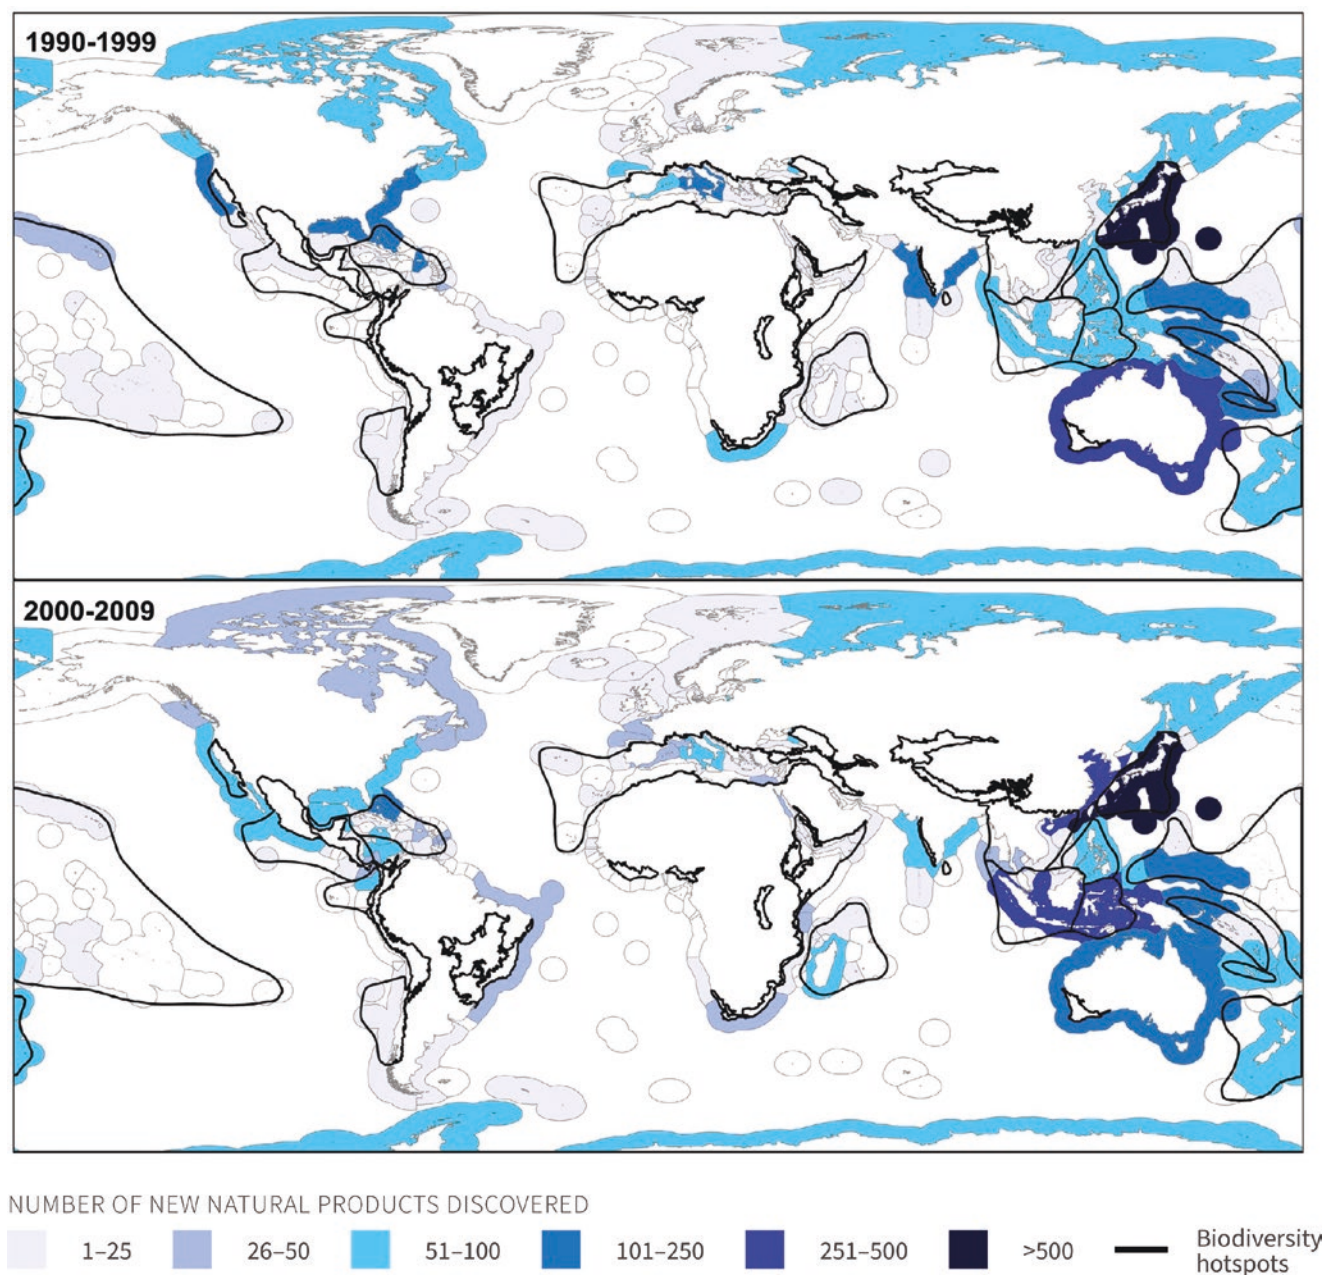 1990-1999
2000-2009
NUMBER OF NEW NATURAL PRODUCTS DISCOVERED
1–25
26–50
51–100
101–250
251–500
>500
Biodiversity
hotspots